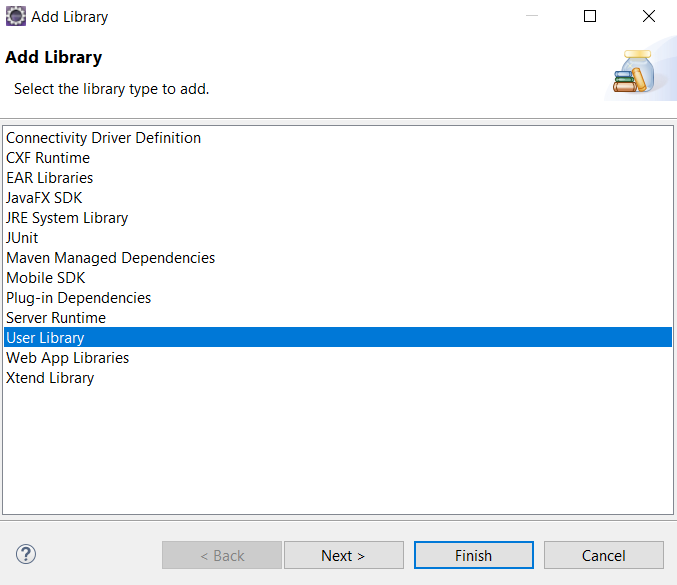 Add Library
Add Library
Select the library type to add.
Connectivity Driver Definition
CXF Runtime
EAR Libraries
JavaFX SDK
JRE System Library
JUnit
Maven Managed Dependencies
Mobile SDK
Plug-in Dependencies
Server Runtime
User Library
Web App Libraries
Xtend Library
? < Back Next > Finish Cancel